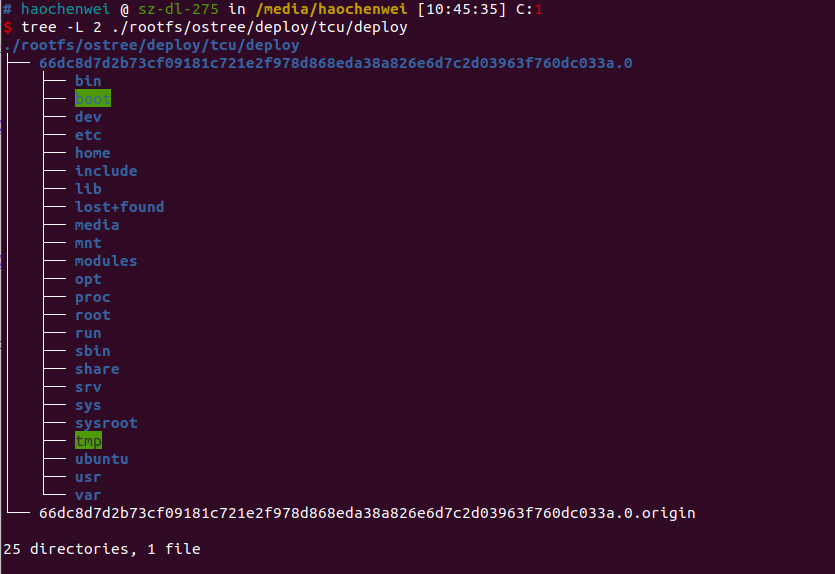 # haochenwei @ sz-dl-275 in /media/haochenwei [10:45:35] C:1
$ tree -L 2 ./rootfs/ostree/deploy/tcu/deploy
./rootfs/ostree/deploy/tcu/deploy
├── 66dc8d7d2b73cf09181c721e2f978d868eda38a826e6d7c2d03963f760dc033a.0
│   ├── bin
│   ├── boot
│   ├── dev
│   ├── etc
│   ├── home
│   ├── include
│   ├── lib
│   ├── lost+found
│   ├── media
│   ├── mnt
│   ├── modules
│   ├── opt
│   ├── proc
│   ├── root
│   ├── run
│   ├── sbin
│   ├── share
│   ├── srv
│   ├── sys
│   ├── sysroot
│   ├── tmp
│   ├── ubuntu
│   ├── usr
│   └── var
└── 66dc8d7d2b73cf09181c721e2f978d868eda38a826e6d7c2d03963f760dc033a.0.origin
25 directories, 1 file